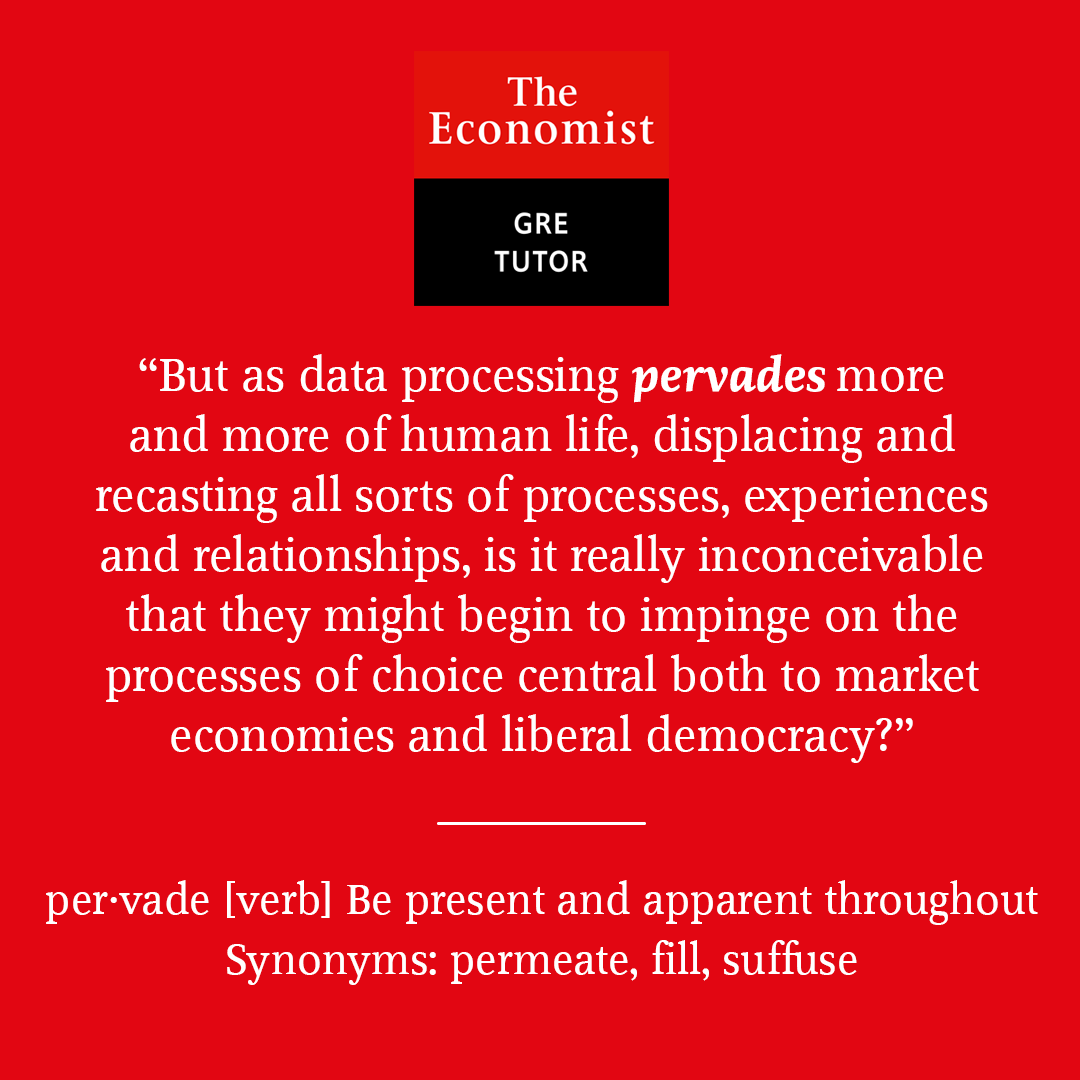 The
Economist
GRE
TUTOR
“But as data processing pervades more
and more of human life, displacing and
recasting all sorts of processes, experiences
and relationships, is it really inconceivable
that they might begin to impinge on the
processes of choice central both to market
economies and liberal democracy?”
per·vade [verb] Be present and apparent throughout
Synonyms: permeate, fill, suffuse